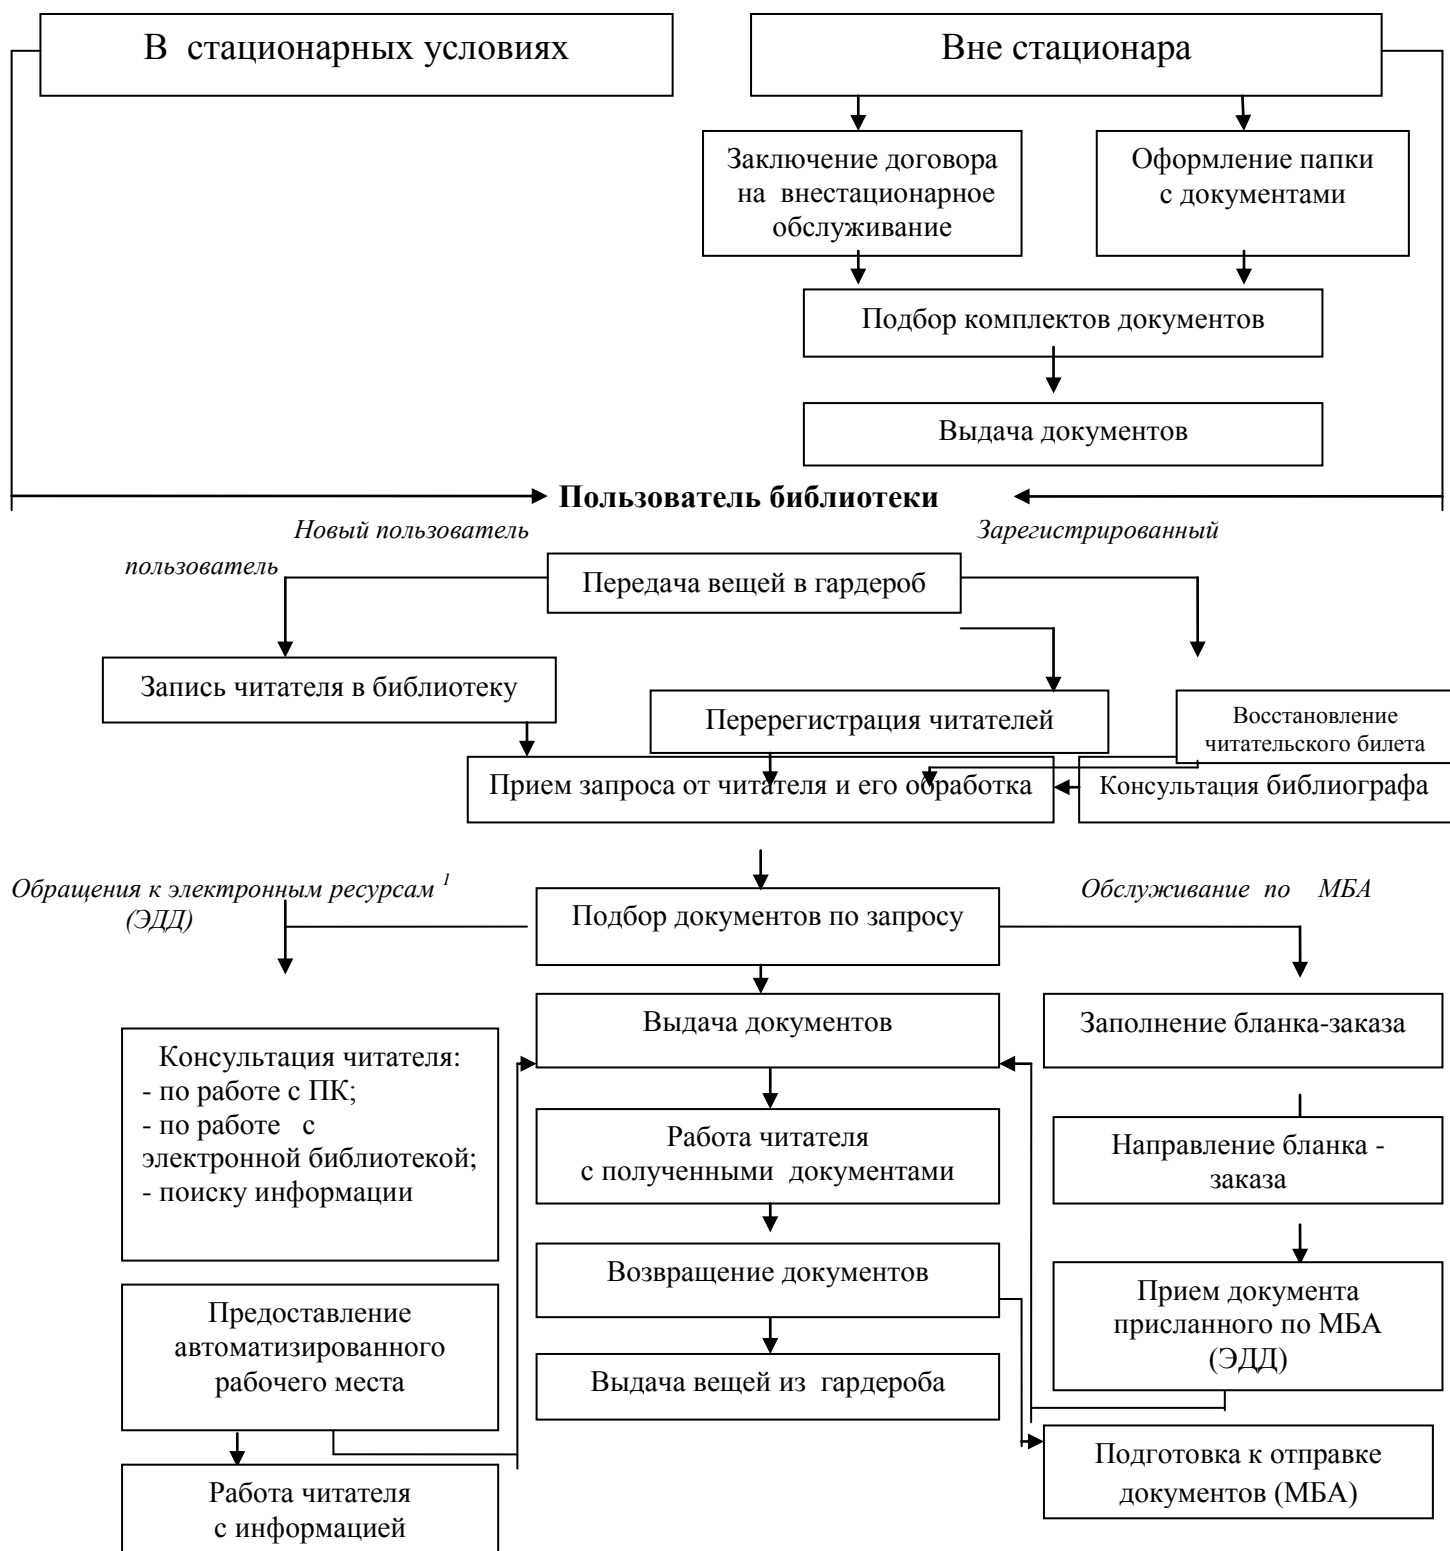 В стационарных условиях
Вне стационара
Заключение договора
на внестационарное
обслуживание
Оформление папки
с документами
Подбор комплектов документов
Выдача документов
Пользователь библиотеки
Новый пользователь
Зарегистрированный
пользователь
Передача вещей в гардероб
Запись читателя в библиотеку
Перерегистрация читателей
Восстановление
читательского билета
Прием запроса от читателя и его обработка
Консультация библиографа
Обращения к электронным ресурсам 1
(ЭДД)
Подбор документов по запросу
Обслуживание по МБА
Выдача документов
Заполнение бланка-заказа
Консультация читателя:
- по работе с ПК;
- по работе с
электронной библиотекой;
- поиску информации
Работа читателя
с полученными документами
Направление бланка -
заказа
Возвращение документов
Прием документа
присланного по МБА
(ЭДД)
Предоставление
автоматизированного
рабочего места
Выдача вещей из гардероба
Подготовка к отправке
документов (МБА)
Работа читателя
с информацией